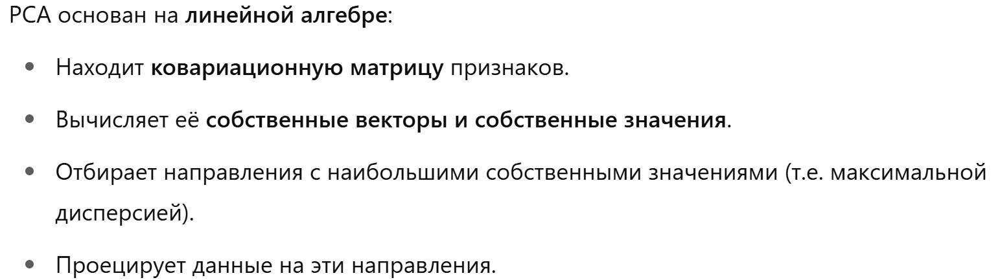 PCA основан на линейной алгебре:
• Находит ковариационную матрицу признаков.
• Вычисляет её собственные векторы и собственные значения.
• Отбирает направления с наибольшими собственными значениями (т.е. максимальной
дисперсией).
• Проецирует данные на эти направления.